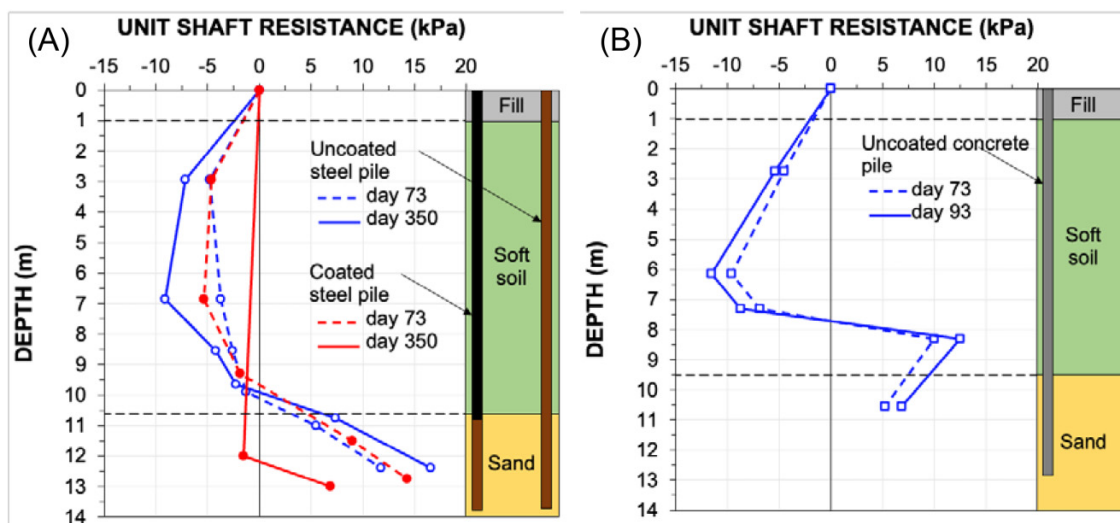 (A)
UNIT SHAFT RESISTANCE (kPa)
-15 -10 -5 0 5 10 15 20
DEPTH (m)
0
1
2
3
4
5
6
7
8
9
10
11
12
13
14
Uncoated
steel pile
day 73
day 350
Coated
steel pile
day 73
day 350
Fill
Soft
soil
Sand
(B)
UNIT SHAFT RESISTANCE (kPa)
-15 -10 -5 0 5 10 15 20
DEPTH (m)
0
1
2
3
4
5
6
7
8
9
10
11
12
13
14
Uncoated concrete
pile
day 73
day 93
Fill
Soft
soil
Sand